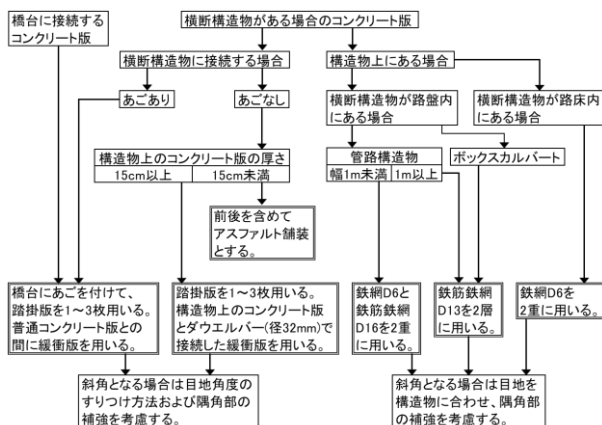 橋台に接続する
コンクリート版
横断構造物がある場合のコンクリート版
横断構造物に接続する場合
構造物上にある場合
あごあり
あごなし
横断構造物が路盤内
にある場合
横断構造物が路床内
にある場合
構造物上のコンクリート版の厚さ
15cm以上
15cm未満
管路構造物
幅1m未満
1m以上
ボックスカルバート
前後を含めて
アスファルト舗装
とする。
橋台にあごを付けて、
踏掛版を1〜3枚用いる。
普通コンクリート版との
間に緩衝版を用いる。
踏掛版を1〜3枚用いる。
構造物上のコンクリート版
とダウエルバー(径32mm)で
接続した緩衝版を用いる。
鉄網D6と
鉄筋鉄網
D16を2重
に用いる。
鉄筋鉄網
D13を2層
に用いる。
鉄網D6を
2重に用いる。
斜角となる場合は目地角度の
すりつけ方法および隅角部の
補強を考慮する。
斜角となる場合は目地を
構造物に合わせ、隅角部
の補強を考慮する。